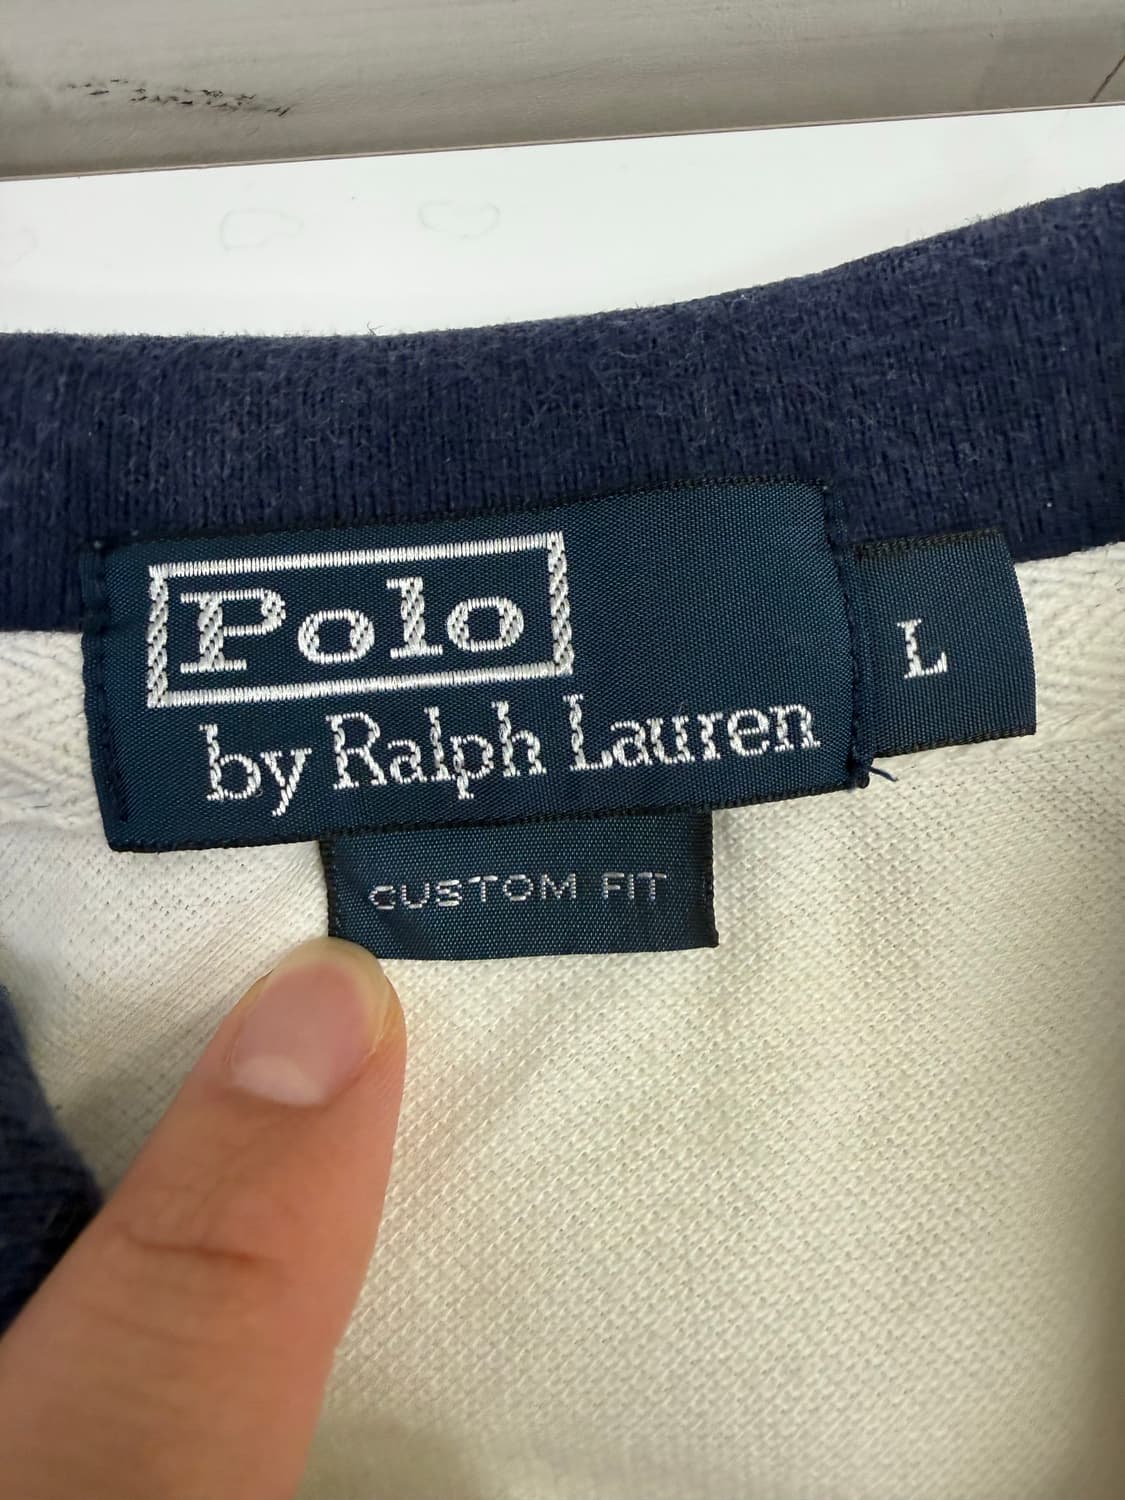 Polo
by Ralph Lauren
L
CUSTOM FIT